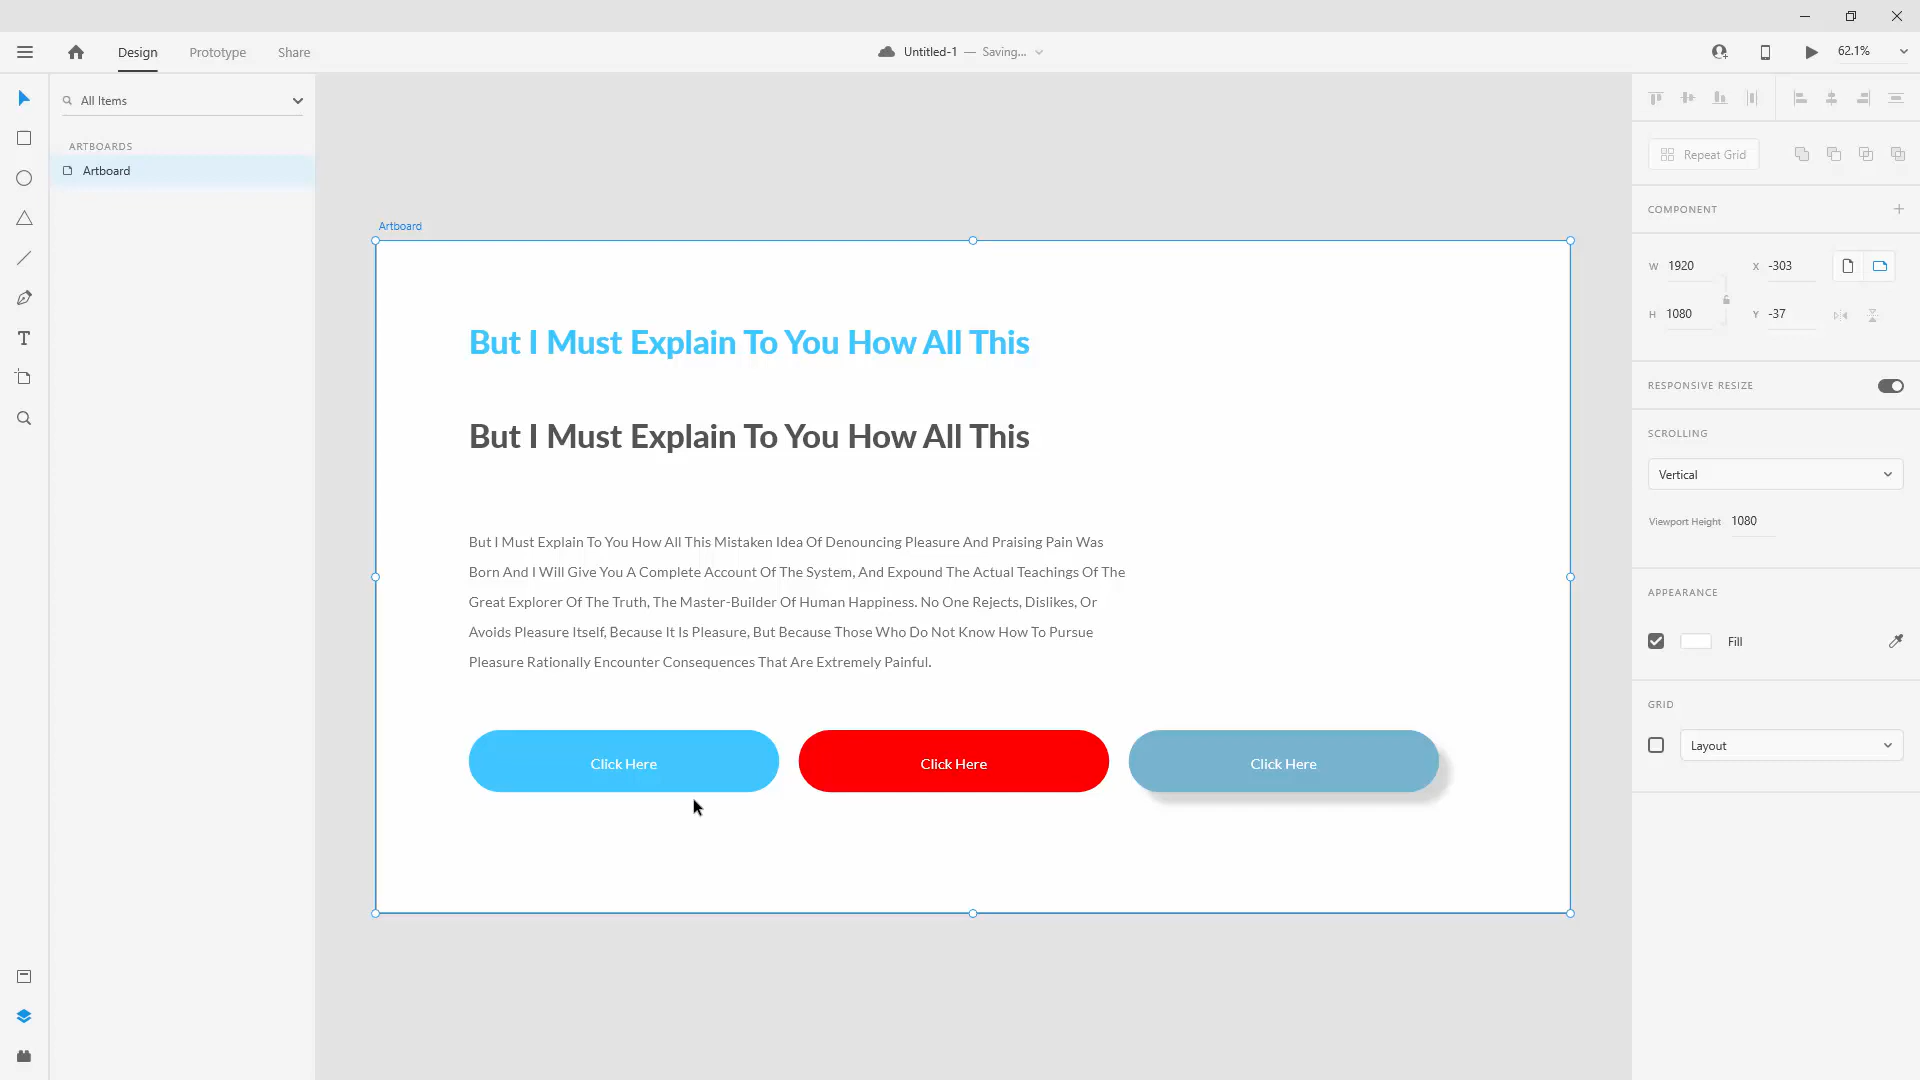 Design
Prototype
Share
Untitled-1 — Saving...
62.1%
All Items
ARTBOARDS
Artboard
Artboard
But I Must Explain To You How All This
But I Must Explain To You How All This
But I Must Explain To You How All This Mistaken Idea Of Denouncing Pleasure And Praising Pain Was
Born And I Will Give You A Complete Account Of The System, And Expound The Actual Teachings Of The
Great Explorer Of The Truth, The Master-Builder Of Human Happiness. No One Rejects, Dislikes, Or
Avoids Pleasure Itself, Because It Is Pleasure, But Because Those Who Do Not Know How To Pursue
Pleasure Rationally Encounter Consequences That Are Extremely Painful.
Click Here
Click Here
Click Here
Repeat Grid
COMPONENT
W 1920
X -303
H 1080
Y -37
RESPONSIVE RESIZE
SCROLLING
Vertical
Viewport Height 1080
APPEARANCE
Fill
GRID
Layout